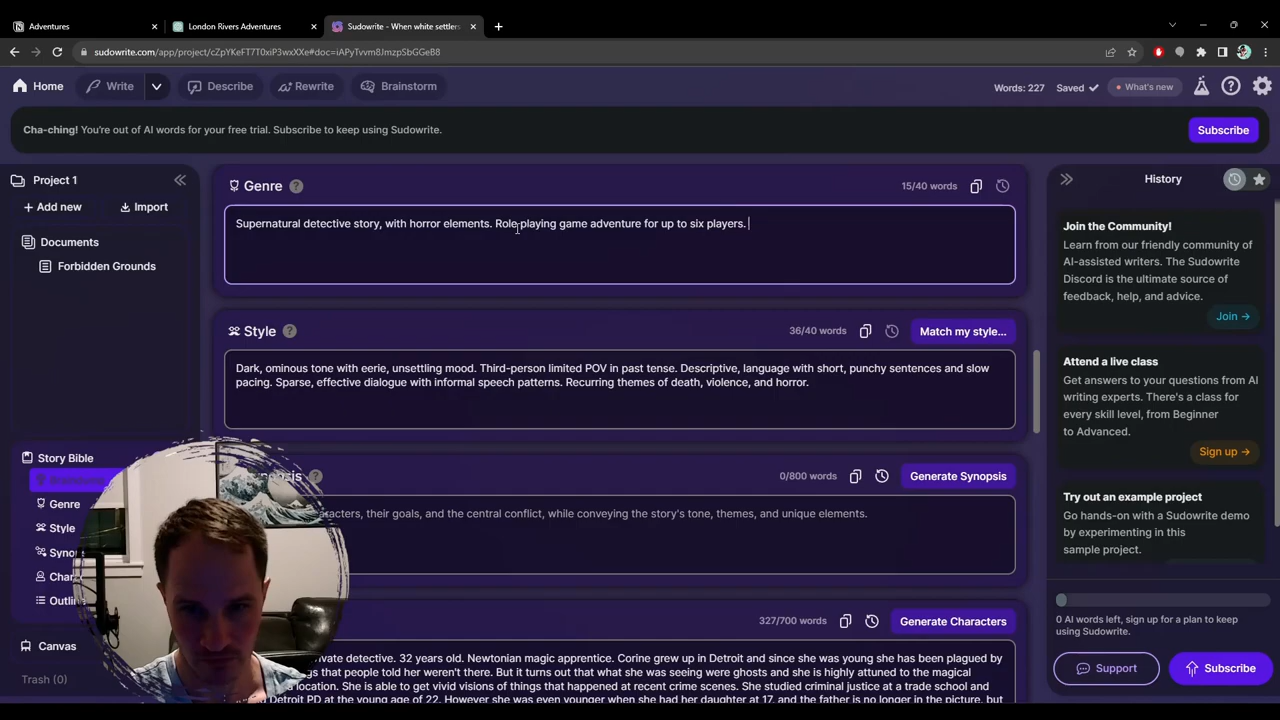 Adventures
London Rivers Adventures
Sudowrite - When white settlers
sudowrite.com/app/project/cZpYKeFT7T0xiP3wxXXe#doc=iAPyTvvm8JmzpSbGGeB8
Home
Write
Describe
Rewrite
Brainstorm
Words: 227
Saved
What's new
Cha-ching! You're out of AI words for your free trial. Subscribe to keep using Sudowrite.
Subscribe
Project 1
+ Add new
Import
Documents
Forbidden Grounds
Story Bible
Genre
Style
Canvas
Trash (0)
Genre
15/40 words
Supernatural detective story, with horror elements. Role-playing game adventure for up to six players.
Style
36/40 words
Match my style...
Dark, ominous tone with eerie, unsettling mood. Third-person limited POV in past tense. Descriptive, language with short, punchy sentences and slow
pacing. Sparse, effective dialogue with informal speech patterns. Recurring themes of death, violence, and horror.
0/800 words
Generate Synopsis
their goals, and the central conflict, while conveying the story's tone, themes, and unique elements.
327/700 words
Generate Characters
detective. 32 years old. Newtonian magic apprentice. Corine grew up in Detroit and since she was young she has been plagued by
that people told her weren't there. But it turns out that what she was seeing were ghosts and she is highly attuned to the magical
location. She is able to get vivid visions of things that happened at recent crime scenes. She studied criminal justice at a trade school and
Detroit PD at the young age of 22. However she was even younger when she had her daughter at 17, and the father is no longer in the picture, but
History
Join the Community!
Learn from our friendly community of
AI-assisted writers. The Sudowrite
Discord is the ultimate source of
feedback, help, and advice.
Join →
Attend a live class
Get answers to your questions from AI
writing experts. There's a class for
every skill level, from Beginner
to Advanced.
Sign up →
Try out an example project
Go hands-on with a Sudowrite demo
by experimenting in this
sample project.
0 AI words left, sign up for a plan to keep
using Sudowrite.
Support
Subscribe